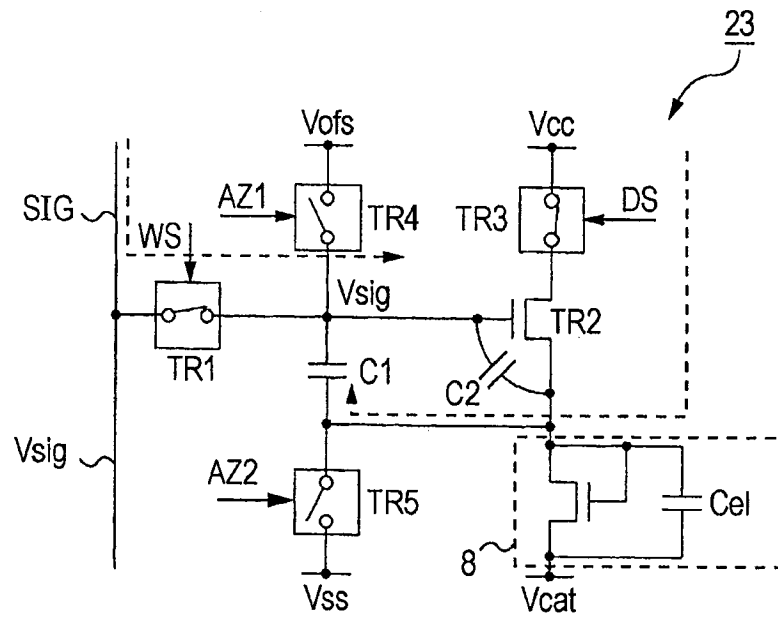 23
Vofs
Vcc
SIG
AZ1
TR4
TR3
DS
WS
Vsig
TR2
TR1
C1
C2
Vsig
AZ2
TR5
Cel
8
Vss
Vcat